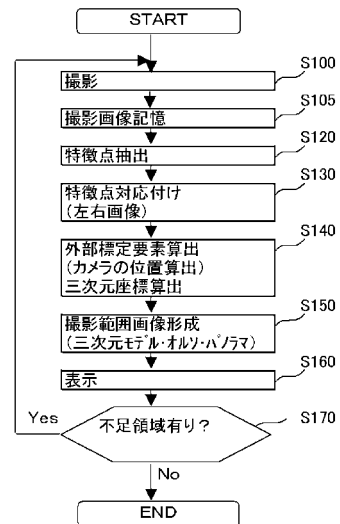 START
S100
撮影
S105
撮影画像記憶
S120
特徴点抽出
S130
特徴点対応付け
(左右画像)
S140
外部標定要素算出
(カメラの位置算出)
三次元座標算出
S150
撮影範囲画像形成
(三次元ﾓﾃﾞﾙ・ｵﾙｿ・ﾊﾟﾉﾗﾏ)
S160
表示
Yes
不足領域有り？
S170
No
END